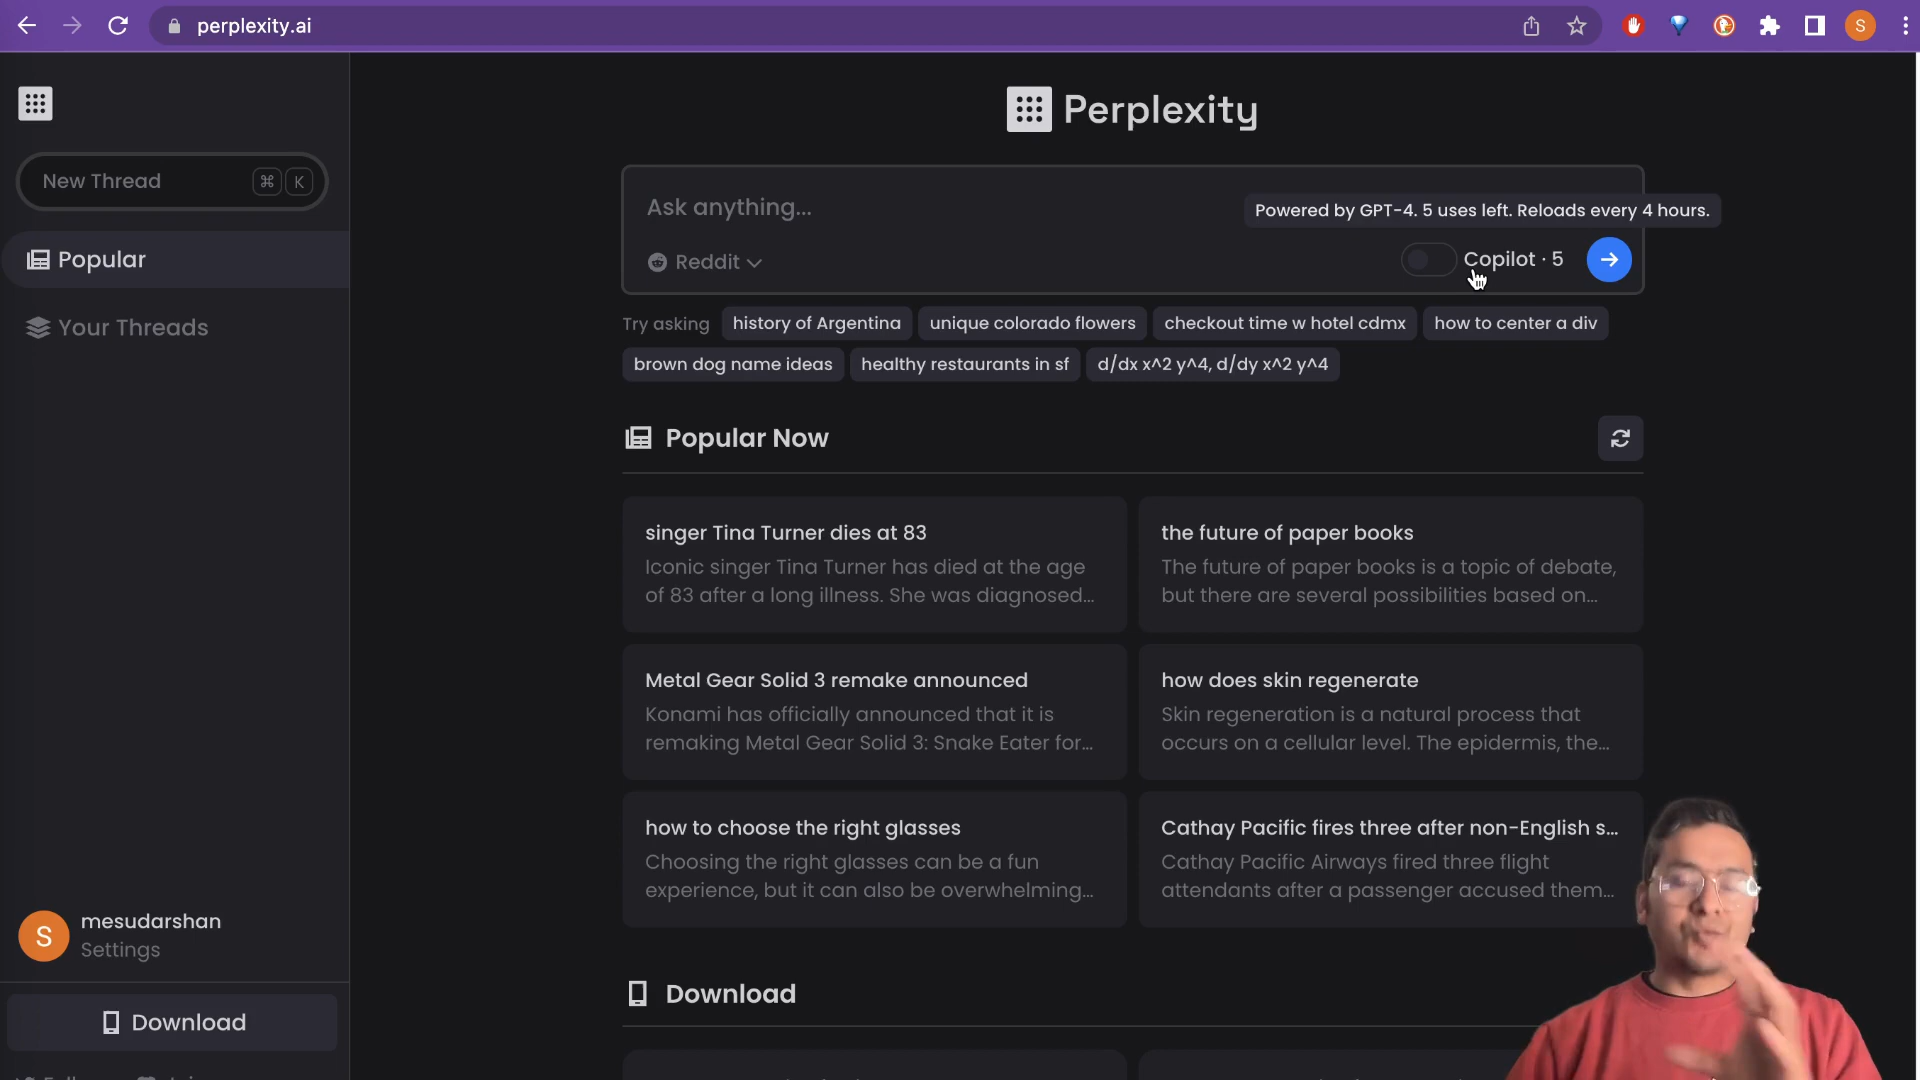 perplexity.ai
S
Perplexity
New Thread
⌘ K
Ask anything...
Powered by GPT-4. 5 uses left. Reloads every 4 hours.
Popular
Reddit
Copilot · 5
Your Threads
Try asking
history of Argentina
unique colorado flowers
checkout time w hotel cdmx
how to center a div
brown dog name ideas
healthy restaurants in sf
d/dx x^2 y^4, d/dy x^2 y^4
Popular Now
singer Tina Turner dies at 83
Iconic singer Tina Turner has died at the age
of 83 after a long illness. She was diagnosed...
the future of paper books
The future of paper books is a topic of debate,
but there are several possibilities based on...
Metal Gear Solid 3 remake announced
Konami has officially announced that it is
remaking Metal Gear Solid 3: Snake Eater for...
how does skin regenerate
Skin regeneration is a natural process that
occurs on a cellular level. The epidermis, the...
how to choose the right glasses
Choosing the right glasses can be a fun
experience, but it can also be overwhelming...
Cathay Pacific fires three after non-English s...
Cathay Pacific Airways fired three flight
attendants after a passenger accused them...
S
mesudarshan
Settings
Download
Download